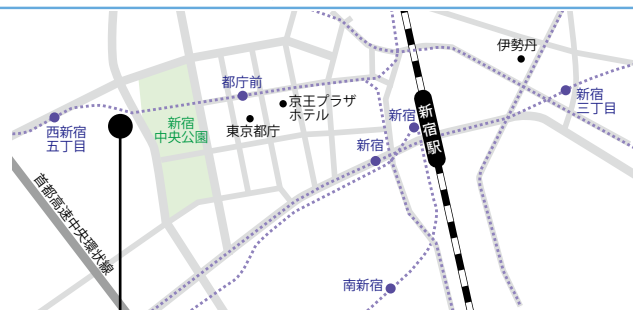 伊勢丹
都庁前
京王プラザ
ホテル
新宿
三丁目
西新宿
五丁目
新宿
中央公園
東京都庁
新宿
新宿
新宿駅
首都高速中央環状線
南新宿